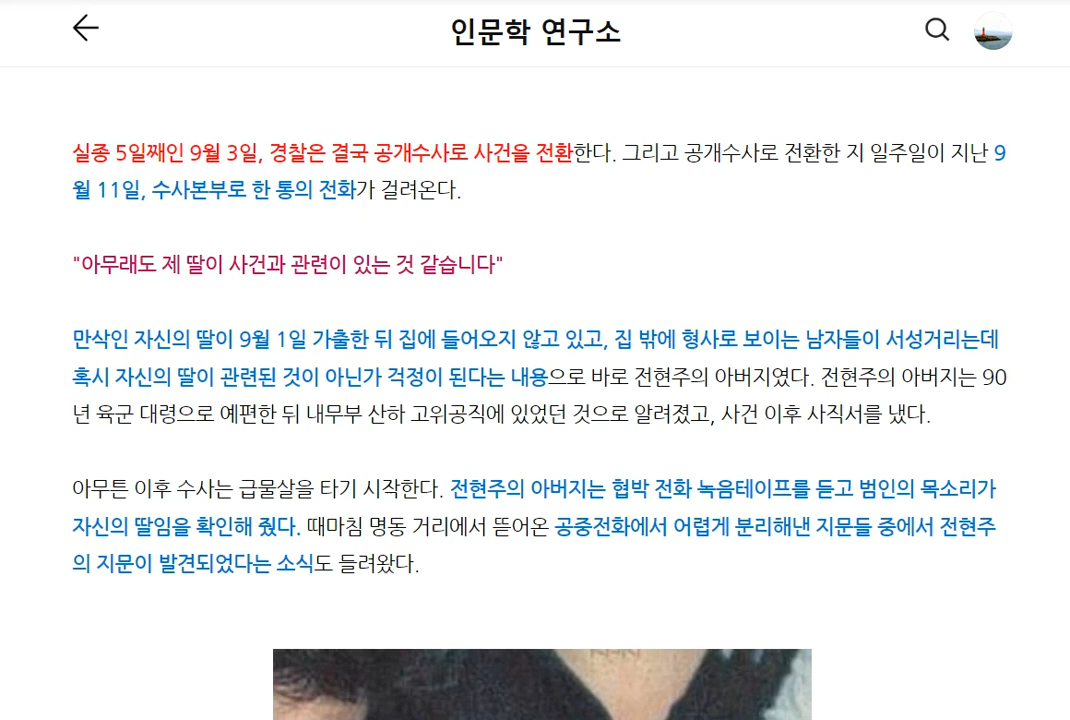 인문학 연구소
실종 5일째인 9월 3일, 경찰은 결국 공개수사로 사건을 전환한다. 그리고 공개수사로 전환한 지 일주일이 지난 9
월 11일, 수사본부로 한 통의 전화가 걸려온다.
"아무래도 제 딸이 사건과 관련이 있는 것 같습니다"
만삭인 자신의 딸이 9월 1일 가출한 뒤 집에 들어오지 않고 있고, 집 밖에 형사로 보이는 남자들이 서성거리는데
혹시 자신의 딸이 관련된 것이 아닌가 걱정이 된다는 내용으로 바로 전현주의 아버지였다. 전현주의 아버지는 90
년 육군 대령으로 예편한 뒤 내무부 산하 고위공직에 있었던 것으로 알려졌고, 사건 이후 사직서를 냈다.
아무튼 이후 수사는 급물살을 타기 시작한다. 전현주의 아버지는 협박 전화 녹음테이프를 듣고 범인의 목소리가
자신의 딸임을 확인해 줬다. 때마침 명동 거리에서 뜯어온 공중전화에서 어렵게 분리해낸 지문들 중에서 전현주
의 지문이 발견되었다는 소식도 들려왔다.